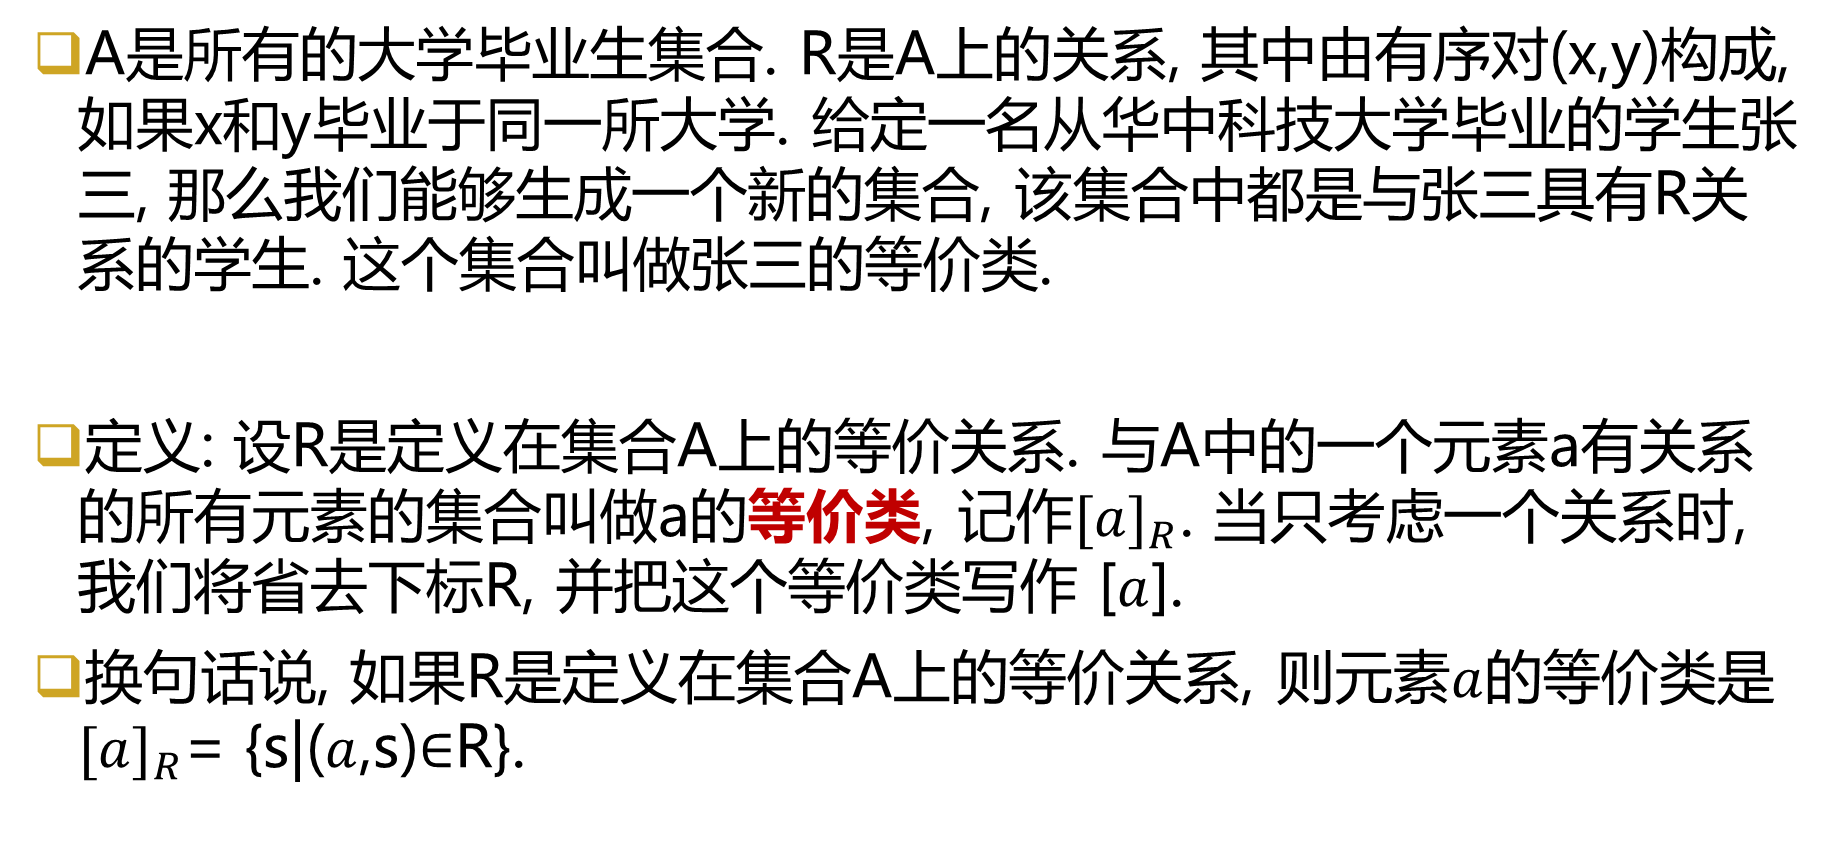 A是所有的大学毕业生集合. R是A上的关系, 其中由有序对(x,y)构成,
如果x和y毕业于同一所大学. 给定一名从华中科技大学毕业的学生张
三, 那么我们能够生成一个新的集合, 该集合中都是与张三具有R关
系的学生. 这个集合叫做张三的等价类.
定义: 设R是定义在集合A上的等价关系. 与A中的一个元素a有关系
的所有元素的集合叫做a的等价类, 记作[a]_R. 当只考虑一个关系时,
我们将省去下标R, 并把这个等价类写作 [a].
换句话说, 如果R是定义在集合A上的等价关系, 则元素a的等价类是
[a]_R = {s|(a,s)∈R}.